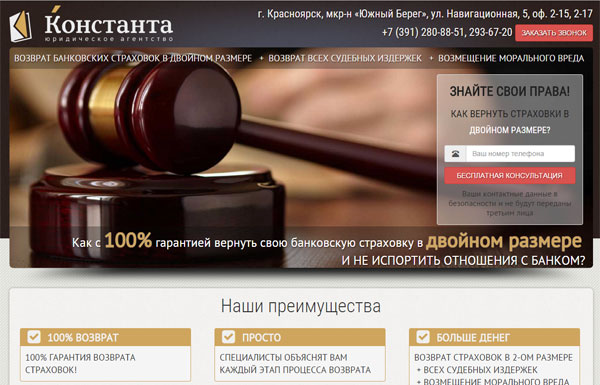 Константа
юридическое агентство
г. Красноярск, мкр-н «Южный Берег», ул. Навигационная, 5, оф. 2-15, 2-17
+7 (391) 280-88-51, 293-67-20 ЗАКАЗАТЬ ЗВОНОК
ВОЗВРАТ БАНКОВСКИХ СТРАХОВОК В ДВОЙНОМ РАЗМЕРЕ + ВОЗВРАТ ВСЕХ СУДЕБНЫХ ИЗДЕРЖЕК + ВОЗМЕЩЕНИЕ МОРАЛЬНОГО ВРЕДА
ЗНАЙТЕ СВОИ ПРАВА!
КАК ВЕРНУТЬ СТРАХОВКИ В
ДВОЙНОМ РАЗМЕРЕ?
Ваш номер телефона
БЕСПЛАТНАЯ КОНСУЛЬТАЦИЯ
Ваши контактные данные в
безопасности и не будут переданы
третьим лица
Как с 100% гарантией вернуть свою банковскую страховку в двойном размере
И НЕ ИСПОРТИТЬ ОТНОШЕНИЯ С БАНКОМ?
Наши преимущества
100% ВОЗВРАТ
100% ГАРАНТИЯ ВОЗВРАТА
СТРАХОВОК!
ПРОСТО
СПЕЦИАЛИСТЫ ОБЪЯСНЯТ ВАМ
КАЖДЫЙ ЭТАП ПРОЦЕССА ВОЗВРАТА
БОЛЬШЕ ДЕНЕГ
ВОЗВРАТ СТРАХОВОК В 2-ОМ РАЗМЕРЕ
+ ВСЕХ СУДЕБНЫХ ИЗДЕРЖЕК
+ ВОЗМЕЩЕНИЕ МОРАЛЬНОГО ВРЕДА